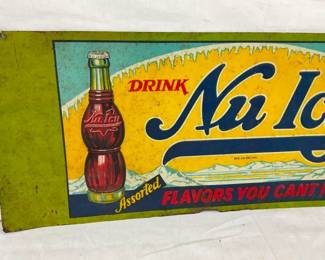 DRINK
Nu Icy
Nu Icy
Assorted
FLAVORS YOU CANT